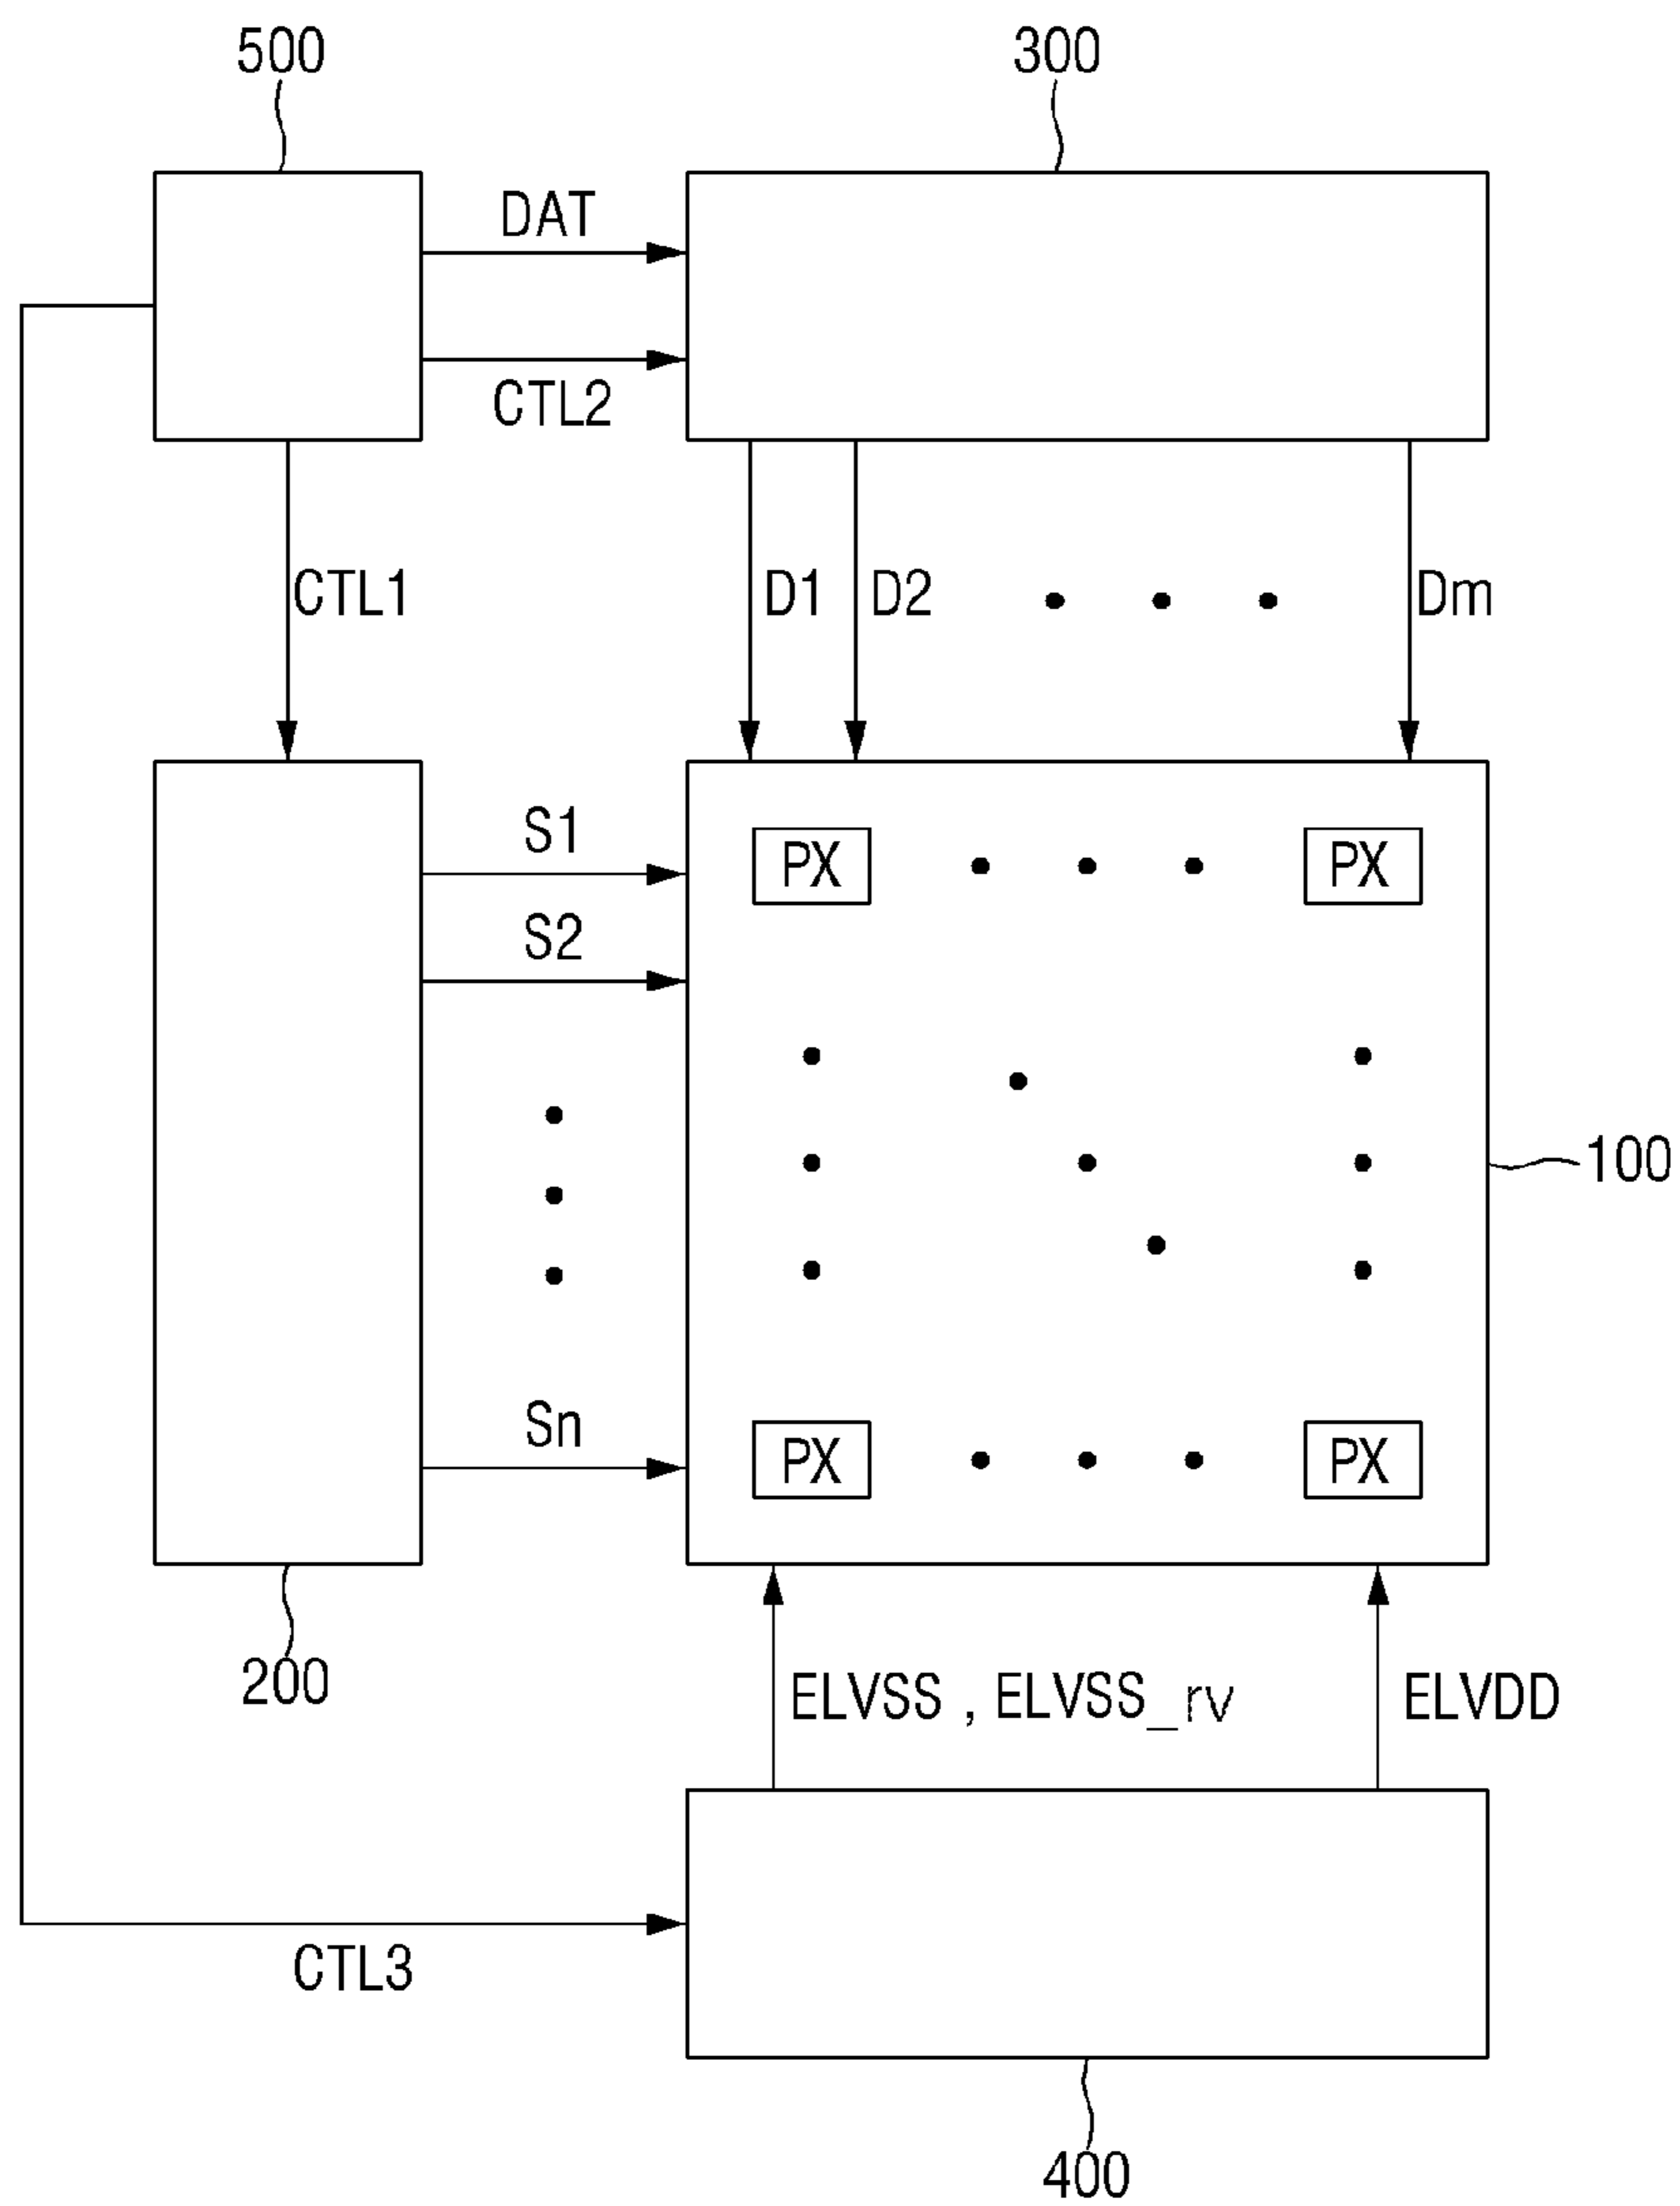 500
300
DAT
CTL2
CTL1
D1
D2
Dm
S1
S2
Sn
PX
PX
PX
PX
100
200
ELVSS , ELVSS_rv
ELVDD
CTL3
400